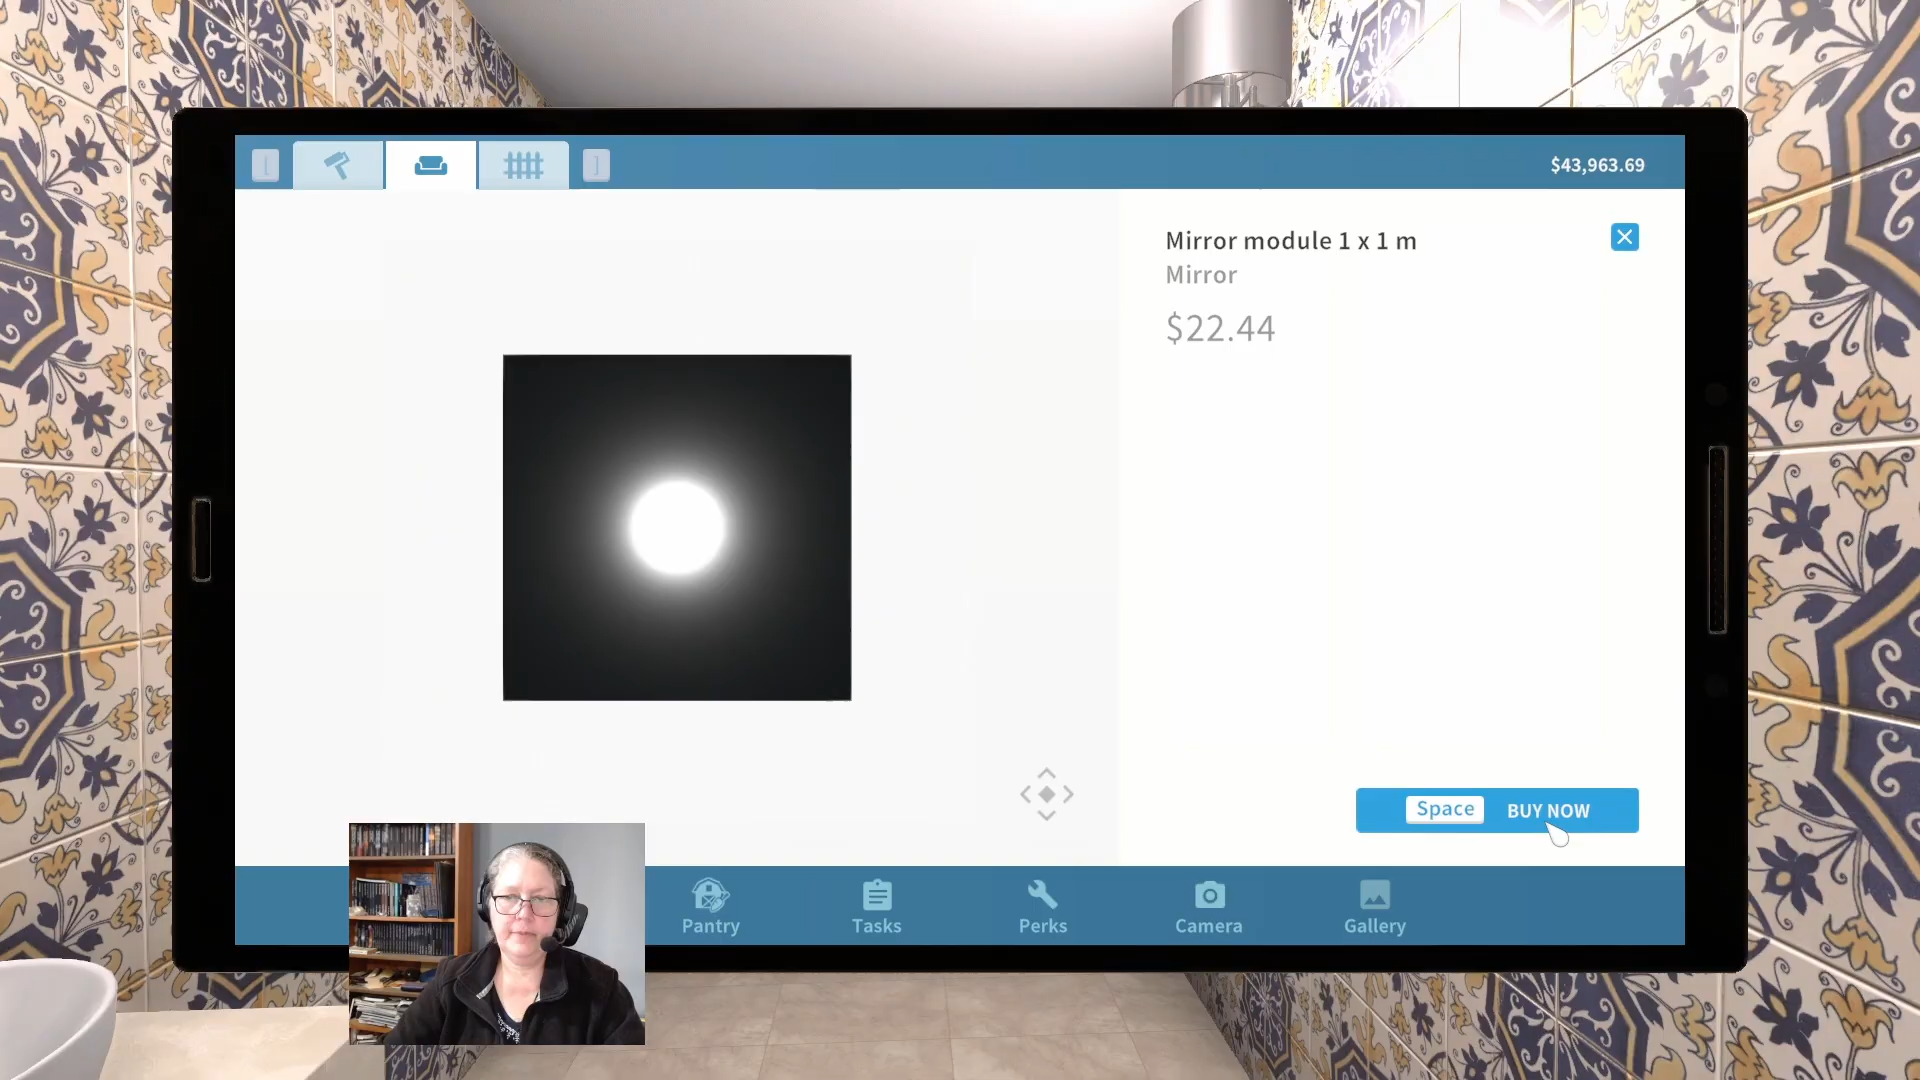 [ ] $43,963.69
Mirror module 1 x 1 m
Mirror
$22.44
Space BUY NOW
Pantry Tasks Perks Camera Gallery